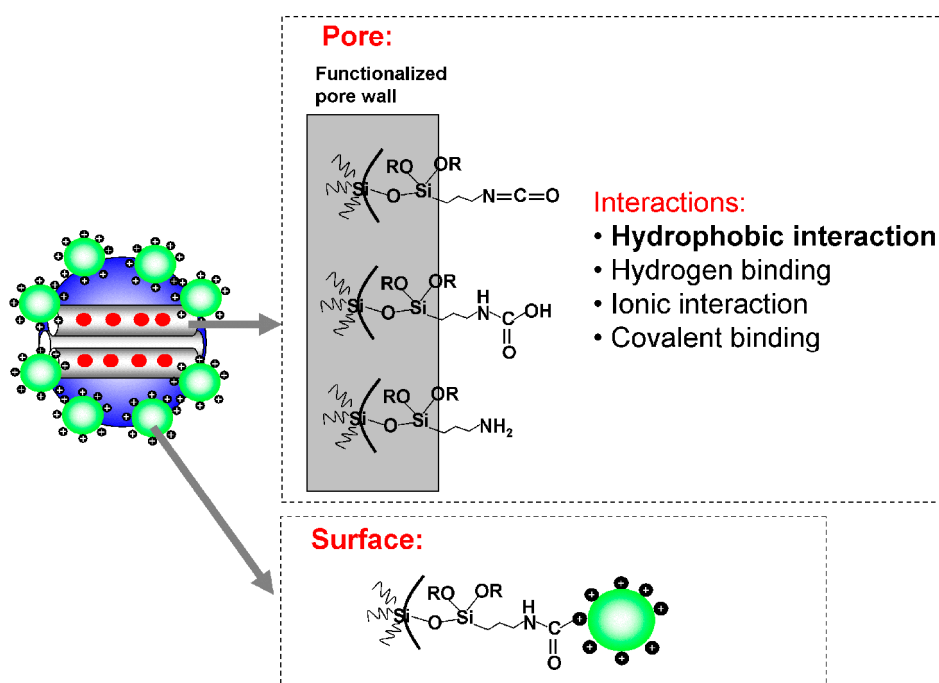 Pore:
Functionalized
pore wall
RO OR
Si O Si N=C=O
Interactions:
• Hydrophobic interaction
• Hydrogen binding
• Ionic interaction
• Covalent binding
RO OR
H
Si O Si N C OH
O
RO OR
Si O Si NH2
Surface:
RO OR
H
Si O Si N C
O